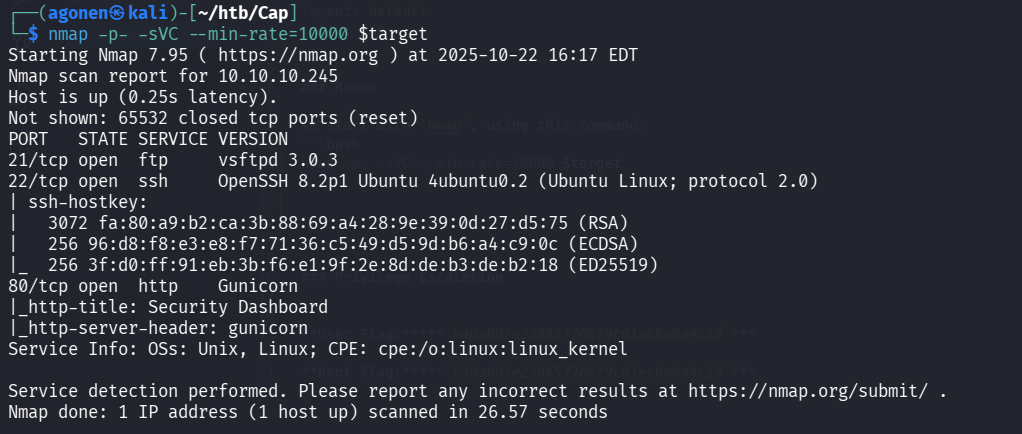 ┌──(agonen㉿kali)-[~/htb/Cap]
└─$ nmap -p- -sVC --min-rate=10000 $target
Starting Nmap 7.95 ( https://nmap.org ) at 2025-10-22 16:17 EDT
Nmap scan report for 10.10.10.245
Host is up (0.25s latency).
Not shown: 65532 closed tcp ports (reset)
PORT   STATE SERVICE VERSION
21/tcp open  ftp     vsftpd 3.0.3
22/tcp open  ssh     OpenSSH 8.2p1 Ubuntu 4ubuntu0.2 (Ubuntu Linux; protocol 2.0)
| ssh-hostkey:
|   3072 fa:80:a9:b2:ca:3b:88:69:a4:28:9e:39:0d:27:d5:75 (RSA)
|   256 96:d8:f8:e3:e8:f7:71:36:c5:49:d5:9d:b6:a4:c9:0c (ECDSA)
|_  256 3f:d0:ff:91:eb:3b:f6:e1:9f:2e:8d:de:b3:de:b2:18 (ED25519)
80/tcp open  http    Gunicorn
|_http-title: Security Dashboard
|_http-server-header: gunicorn
Service Info: OSs: Unix, Linux; CPE: cpe:/o:linux:linux_kernel
Service detection performed. Please report any incorrect results at https://nmap.org/submit/ .
Nmap done: 1 IP address (1 host up) scanned in 26.57 seconds